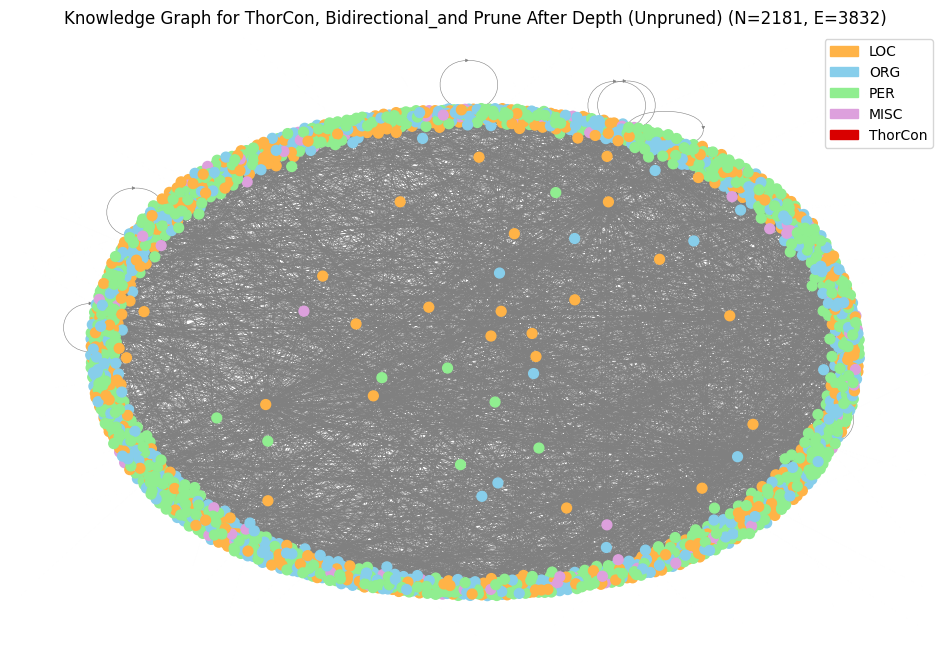 Knowledge Graph for ThorCon, Bidirectional_and Prune After Depth (Unpruned) (N=2181, E=3832)
LOC
ORG
PER
MISC
ThorCon